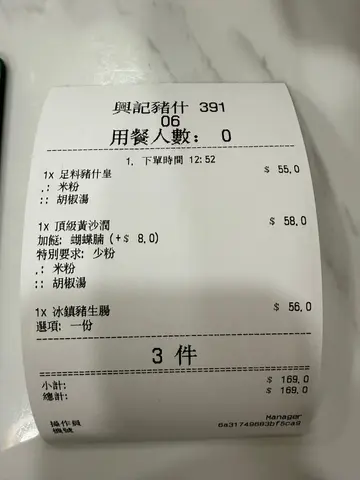 興記豬什 391
06
用餐人數： 0
1. 下單時間 12:52
1x 足料豬什皇 $ 55.0
.: 米粉
:: 胡椒湯
1x 頂級黃沙潤 $ 58.0
加餸: 蝴蝶腩 (+$ 8.0)
特別要求: 少粉
.: 米粉
:: 胡椒湯
1x 冰鎮豬生腸 $ 56.0
選項: 一份
3 件
小計: $ 169.0
總計: $ 169.0
操作員 Manager
機號 6a31749663bf5ca9